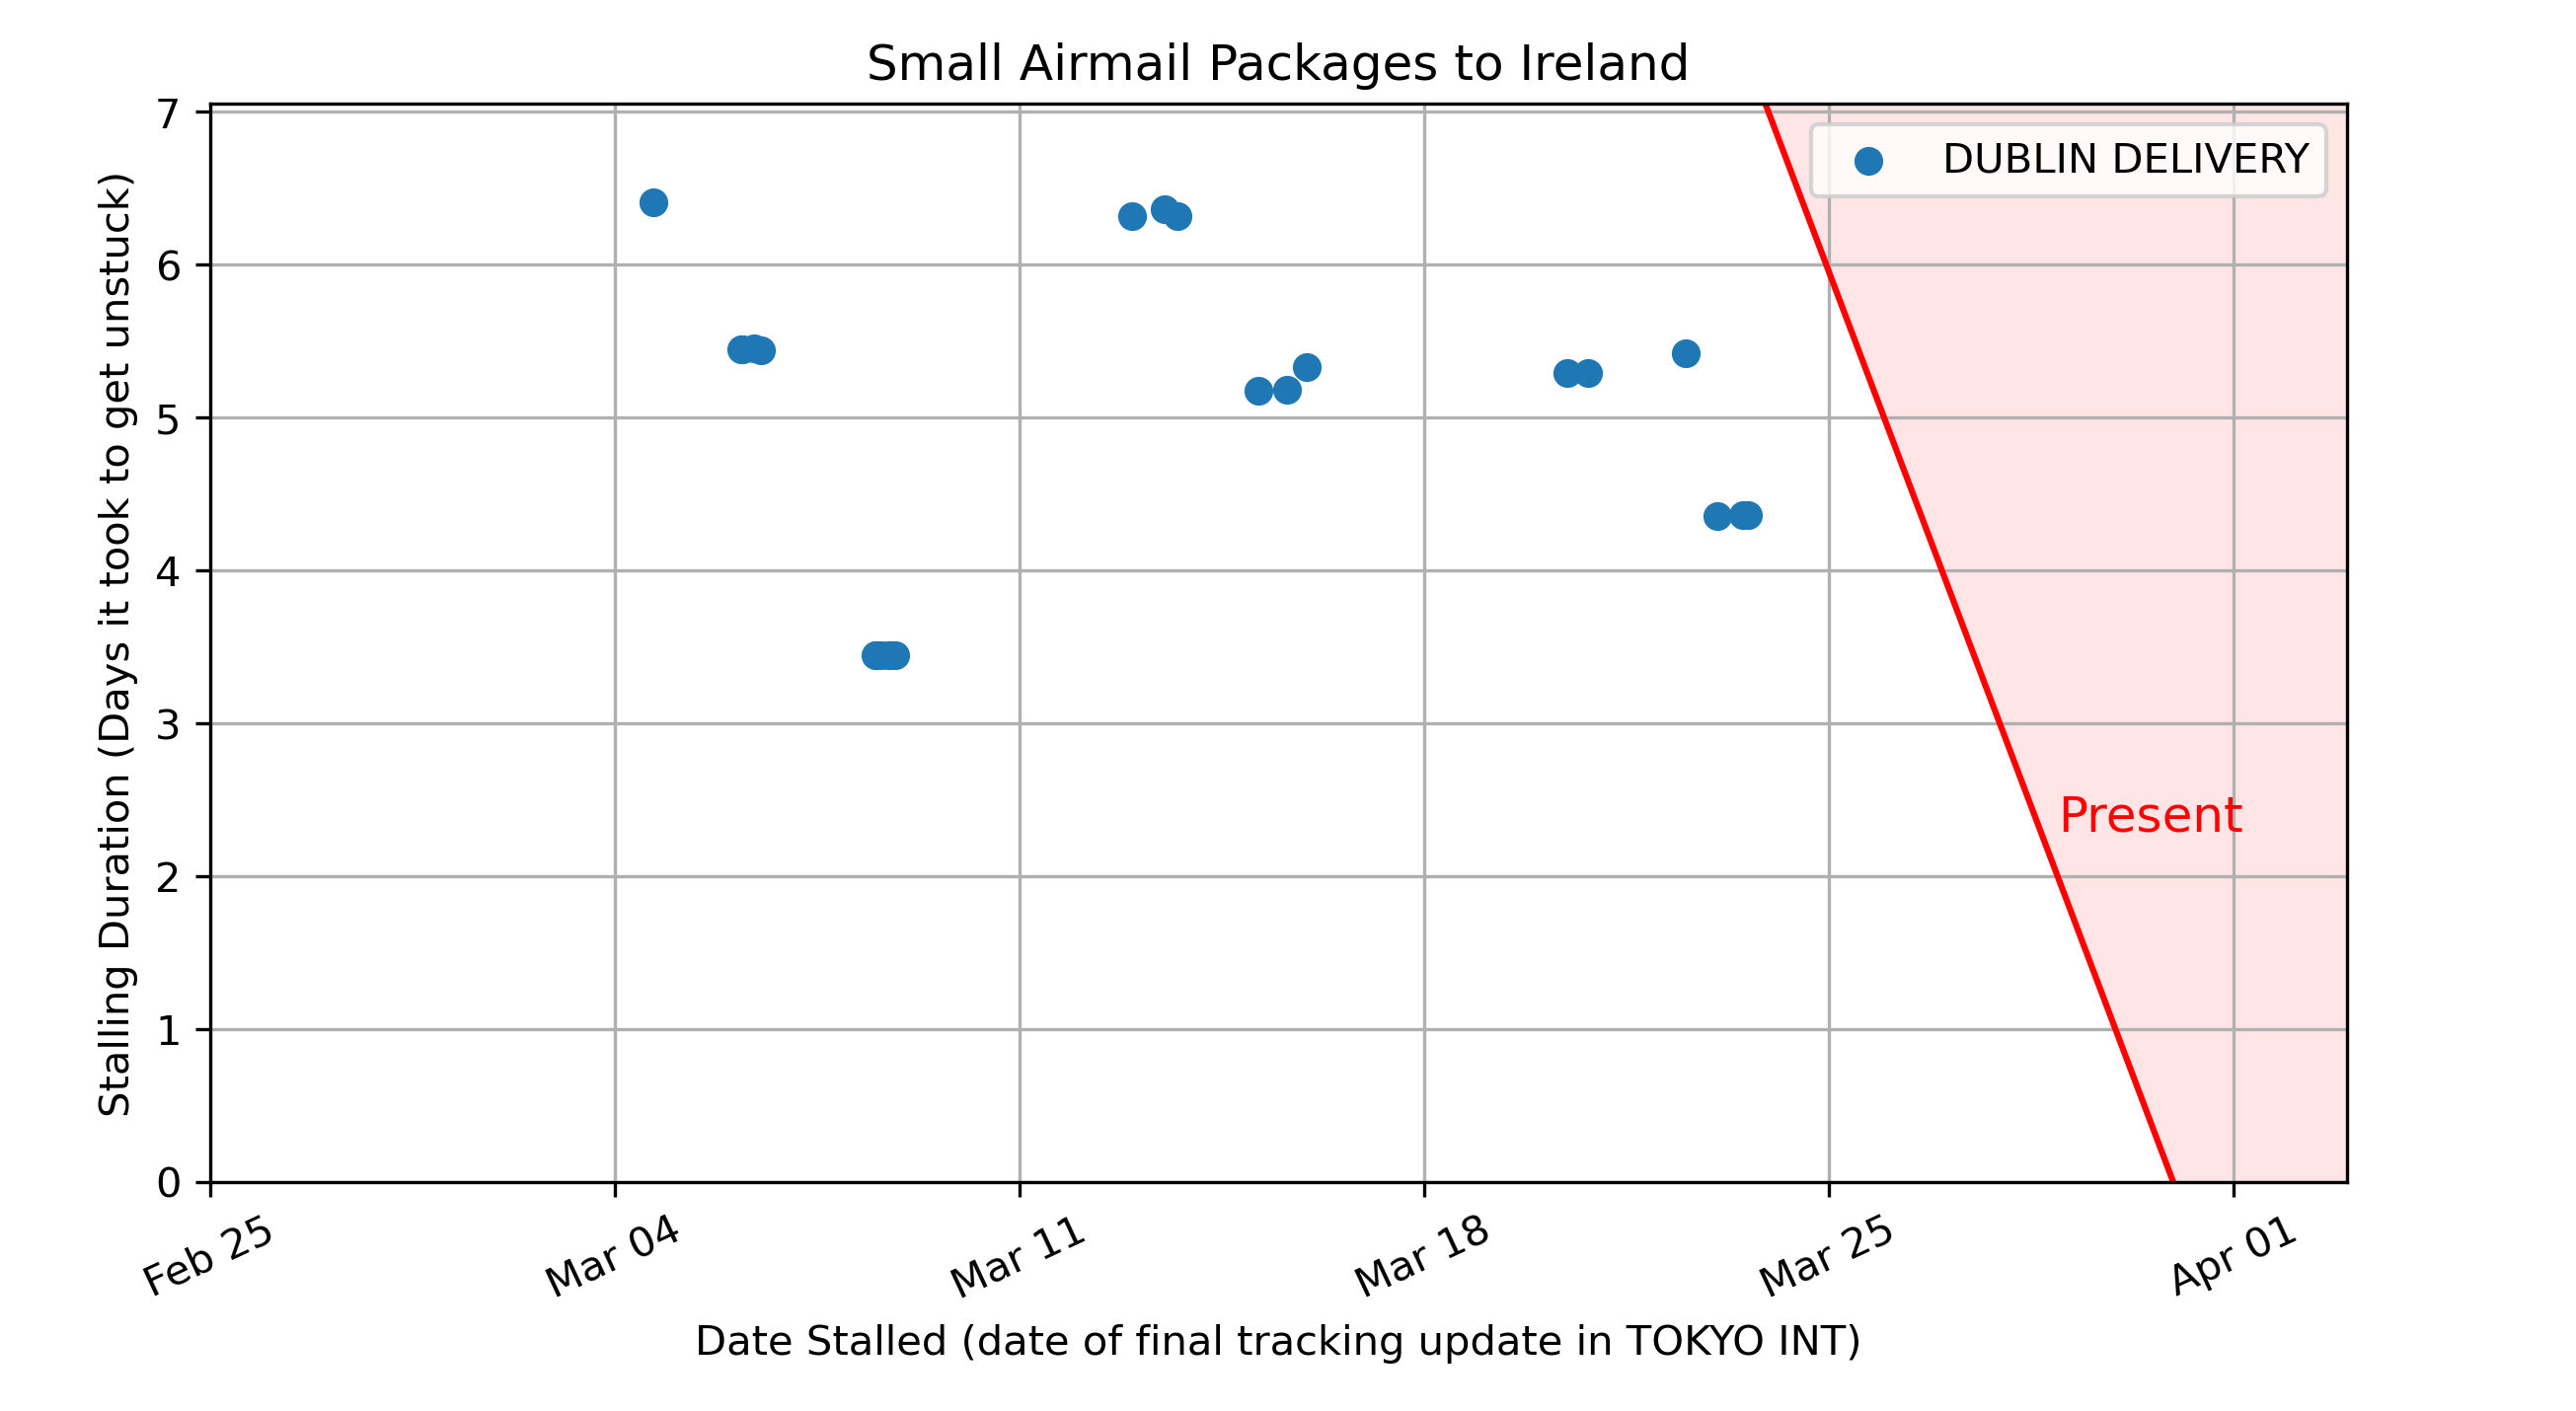 Small Airmail Packages to Ireland
Stalling Duration (Days it took to get unstuck)
7
6
5
4
3
2
1
0
DUBLIN DELIVERY
Present
Feb 25
Mar 04
Mar 11
Mar 18
Mar 25
Apr 01
Date Stalled (date of final tracking update in TOKYO INT)